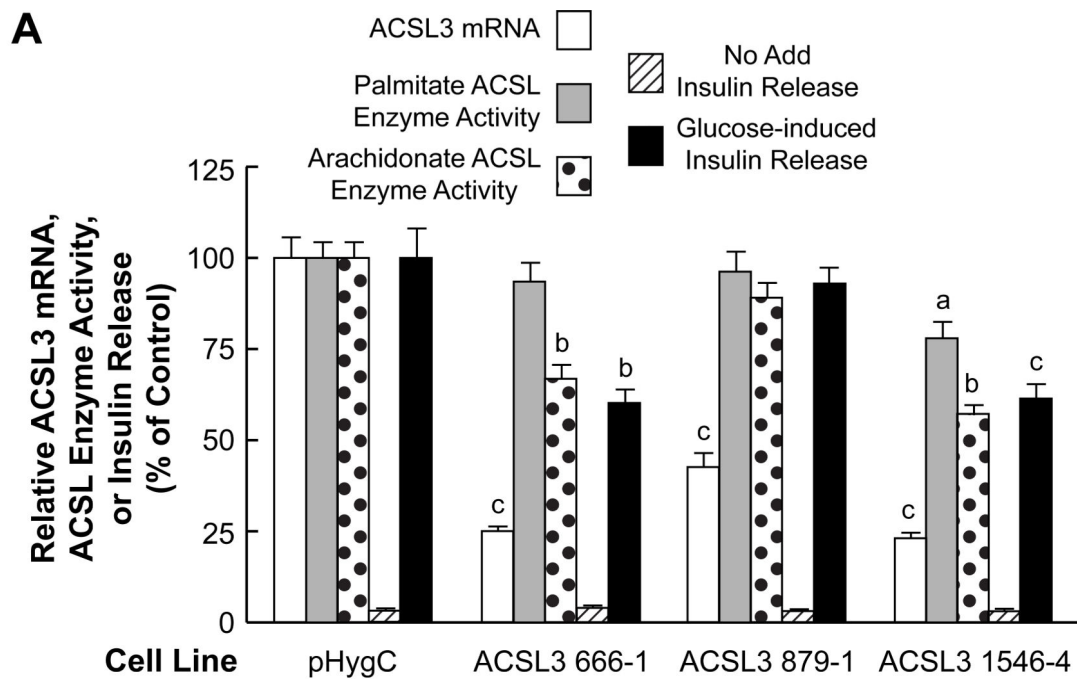 A
ACSL3 mRNA
Palmitate ACSL
Enzyme Activity
Arachidonate ACSL
Enzyme Activity
No Add
Insulin Release
Glucose-induced
Insulin Release
Relative ACSL3 mRNA,
ACSL Enzyme Activity,
or Insulin Release
(% of Control)
125
100
75
50
25
0
c
b
b
c
c
a
b
c
Cell Line
pHygC
ACSL3 666-1
ACSL3 879-1
ACSL3 1546-4